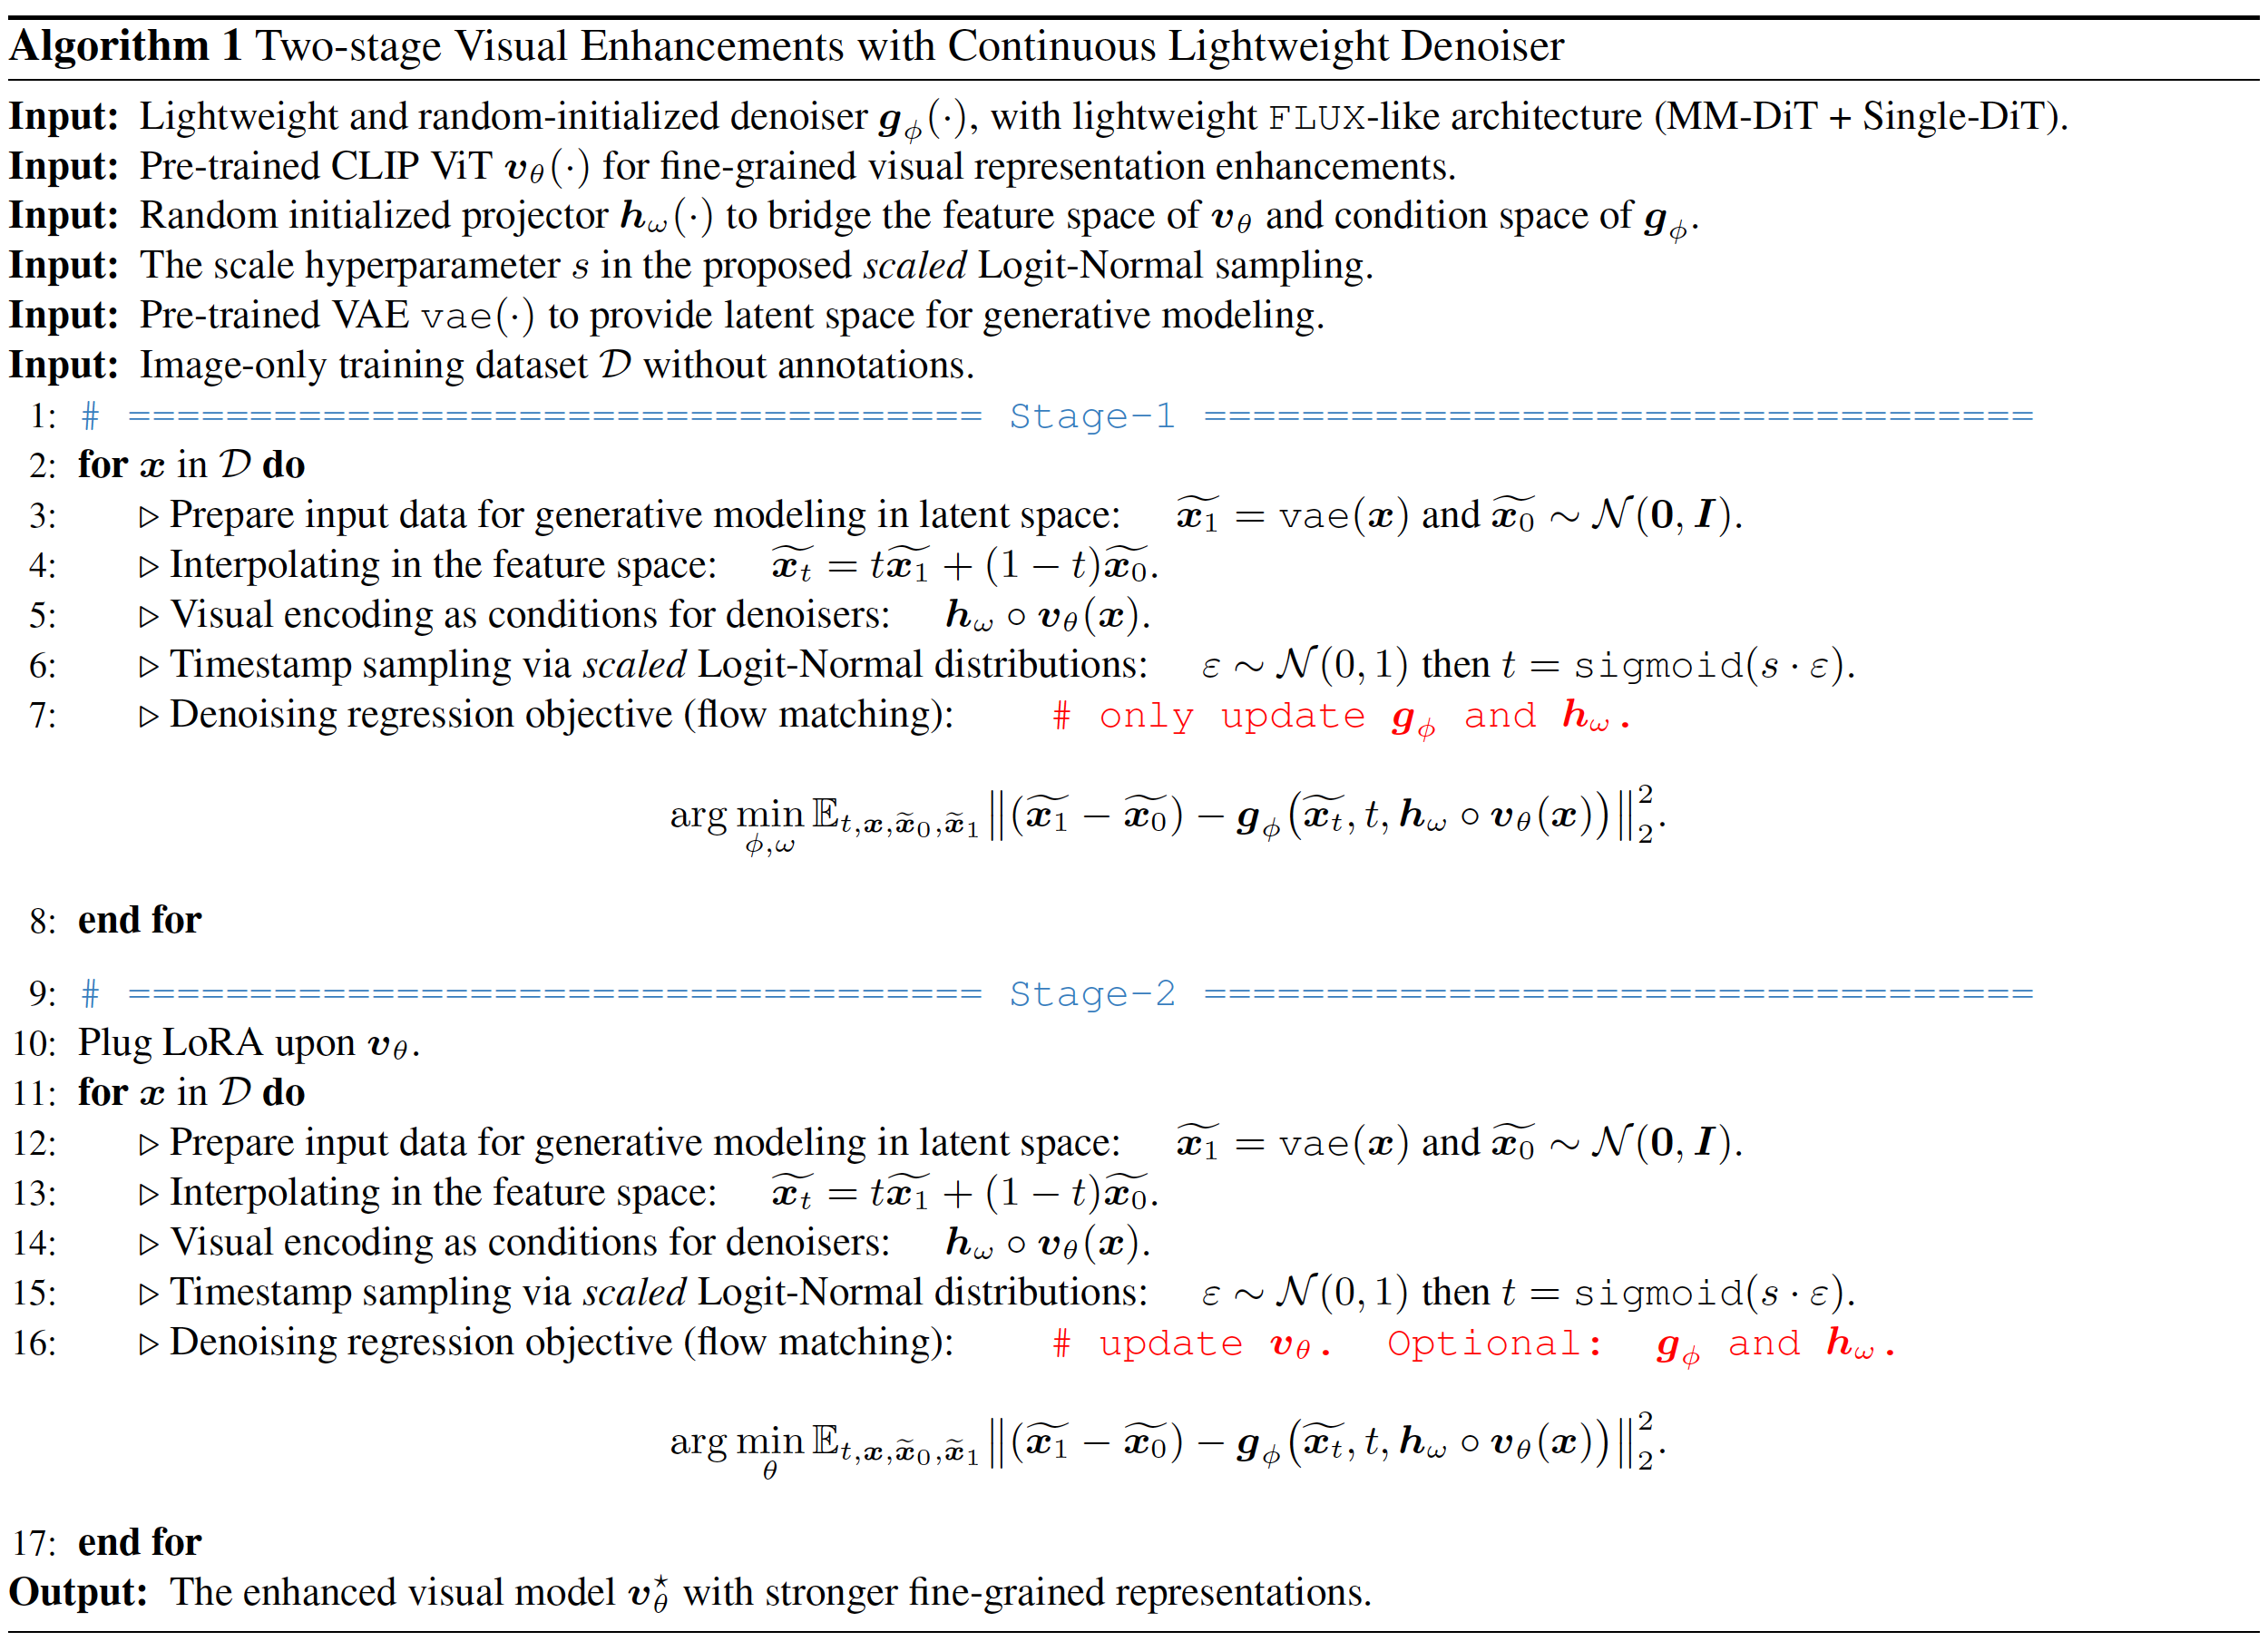 Algorithm 1 Two-stage Visual Enhancements with Continuous Lightweight Denoiser
Input: Lightweight and random-initialized denoiser $\boldsymbol{g}_\phi(\cdot)$, with lightweight FLUX-like architecture (MM-DiT + Single-DiT).
Input: Pre-trained CLIP ViT $\boldsymbol{v}_\theta(\cdot)$ for fine-grained visual representation enhancements.
Input: Random initialized projector $\boldsymbol{h}_\omega(\cdot)$ to bridge the feature space of $\boldsymbol{v}_\theta$ and condition space of $\boldsymbol{g}_\phi$.
Input: The scale hyperparameter $s$ in the proposed scaled Logit-Normal sampling.
Input: Pre-trained VAE $\texttt{vae}(\cdot)$ to provide latent space for generative modeling.
Input: Image-only training dataset $\mathcal{D}$ without annotations.
1: # =================================== Stage-1 ==================================
2: for $\boldsymbol{x}$ in $\mathcal{D}$ do
3: ▷ Prepare input data for generative modeling in latent space: $\widetilde{\boldsymbol{x}_1} = \texttt{vae}(\boldsymbol{x})$ and $\widetilde{\boldsymbol{x}_0} \sim \mathcal{N}(\boldsymbol{0}, \boldsymbol{I})$.
4: ▷ Interpolating in the feature space: $\widetilde{\boldsymbol{x}_t} = t\widetilde{\boldsymbol{x}_1} + (1 - t)\widetilde{\boldsymbol{x}_0}$.
5: ▷ Visual encoding as conditions for denoisers: $\boldsymbol{h}_\omega \circ \boldsymbol{v}_\theta(\boldsymbol{x})$.
6: ▷ Timestamp sampling via scaled Logit-Normal distributions: $\varepsilon \sim \mathcal{N}(0, 1)$ then $t = \texttt{sigmoid}(s \cdot \varepsilon)$.
7: ▷ Denoising regression objective (flow matching): # only update $\boldsymbol{g}_\phi$ and $\boldsymbol{h}_\omega$.
$\arg\min_{\phi,\omega} \mathbb{E}_{t,\boldsymbol{x},\widetilde{\boldsymbol{x}}_0,\widetilde{\boldsymbol{x}}_1} \left\| (\widetilde{\boldsymbol{x}_1} - \widetilde{\boldsymbol{x}_0}) - \boldsymbol{g}_\phi\left(\widetilde{\boldsymbol{x}_t}, t, \boldsymbol{h}_\omega \circ \boldsymbol{v}_\theta(\boldsymbol{x})\right) \right\|_2^2.$
8: end for
9: # =================================== Stage-2 ==================================
10: Plug LoRA upon $\boldsymbol{v}_\theta$.
11: for $\boldsymbol{x}$ in $\mathcal{D}$ do
12: ▷ Prepare input data for generative modeling in latent space: $\widetilde{\boldsymbol{x}_1} = \texttt{vae}(\boldsymbol{x})$ and $\widetilde{\boldsymbol{x}_0} \sim \mathcal{N}(\boldsymbol{0}, \boldsymbol{I})$.
13: ▷ Interpolating in the feature space: $\widetilde{\boldsymbol{x}_t} = t\widetilde{\boldsymbol{x}_1} + (1 - t)\widetilde{\boldsymbol{x}_0}$.
14: ▷ Visual encoding as conditions for denoisers: $\boldsymbol{h}_\omega \circ \boldsymbol{v}_\theta(\boldsymbol{x})$.
15: ▷ Timestamp sampling via scaled Logit-Normal distributions: $\varepsilon \sim \mathcal{N}(0, 1)$ then $t = \texttt{sigmoid}(s \cdot \varepsilon)$.
16: ▷ Denoising regression objective (flow matching): # update $\boldsymbol{v}_\theta$. Optional: $\boldsymbol{g}_\phi$ and $\boldsymbol{h}_\omega$.
$\arg\min_{\theta} \mathbb{E}_{t,\boldsymbol{x},\widetilde{\boldsymbol{x}}_0,\widetilde{\boldsymbol{x}}_1} \left\| (\widetilde{\boldsymbol{x}_1} - \widetilde{\boldsymbol{x}_0}) - \boldsymbol{g}_\phi\left(\widetilde{\boldsymbol{x}_t}, t, \boldsymbol{h}_\omega \circ \boldsymbol{v}_\theta(\boldsymbol{x})\right) \right\|_2^2.$
17: end for
Output: The enhanced visual model $\boldsymbol{v}_\theta^\star$ with stronger fine-grained representations.